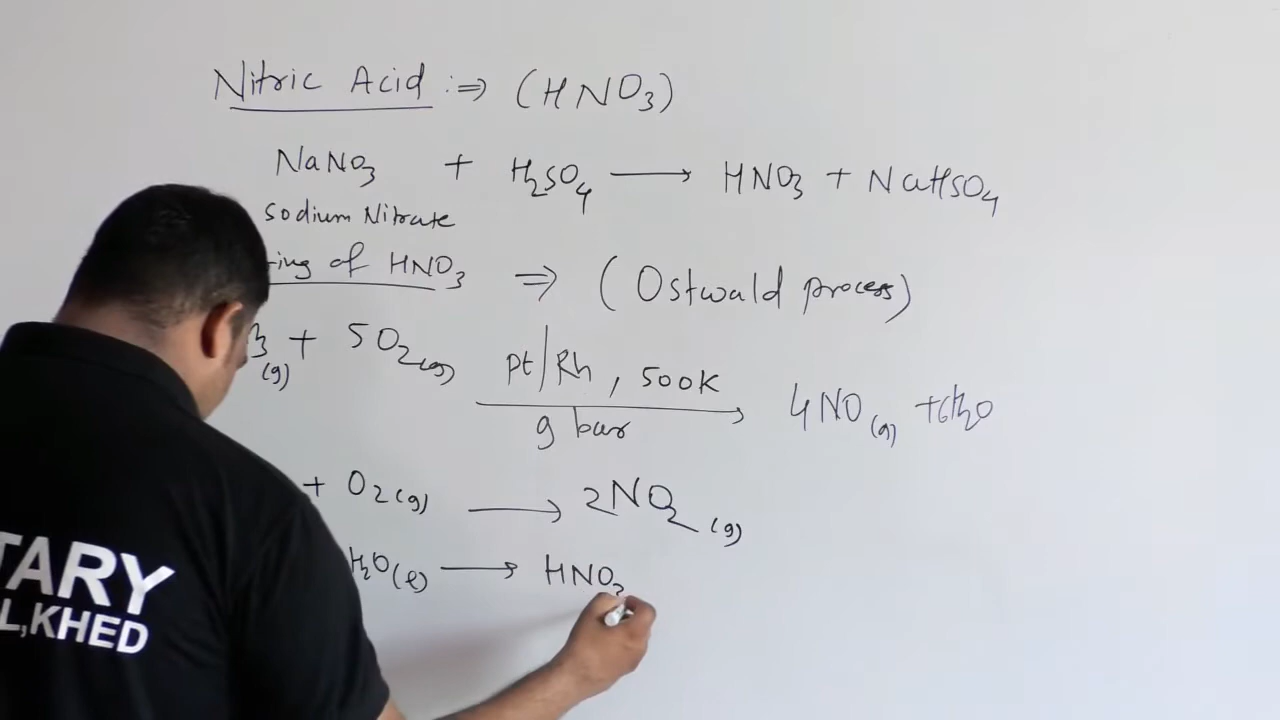 Nitric Acid :⇒ (HNO3)
NaNO3 + H2SO4 → HNO3 + NaHSO4
Sodium Nitrate
ing of HNO3 ⇒ (Ostwald process)
3(g) + 5O2(g) pt/Rh, 500K → 4NO(g) + 6H2O
9 bar
+ O2(g) → 2NO2(g)
H2O(l) → HNO3
TARY
L,KHED